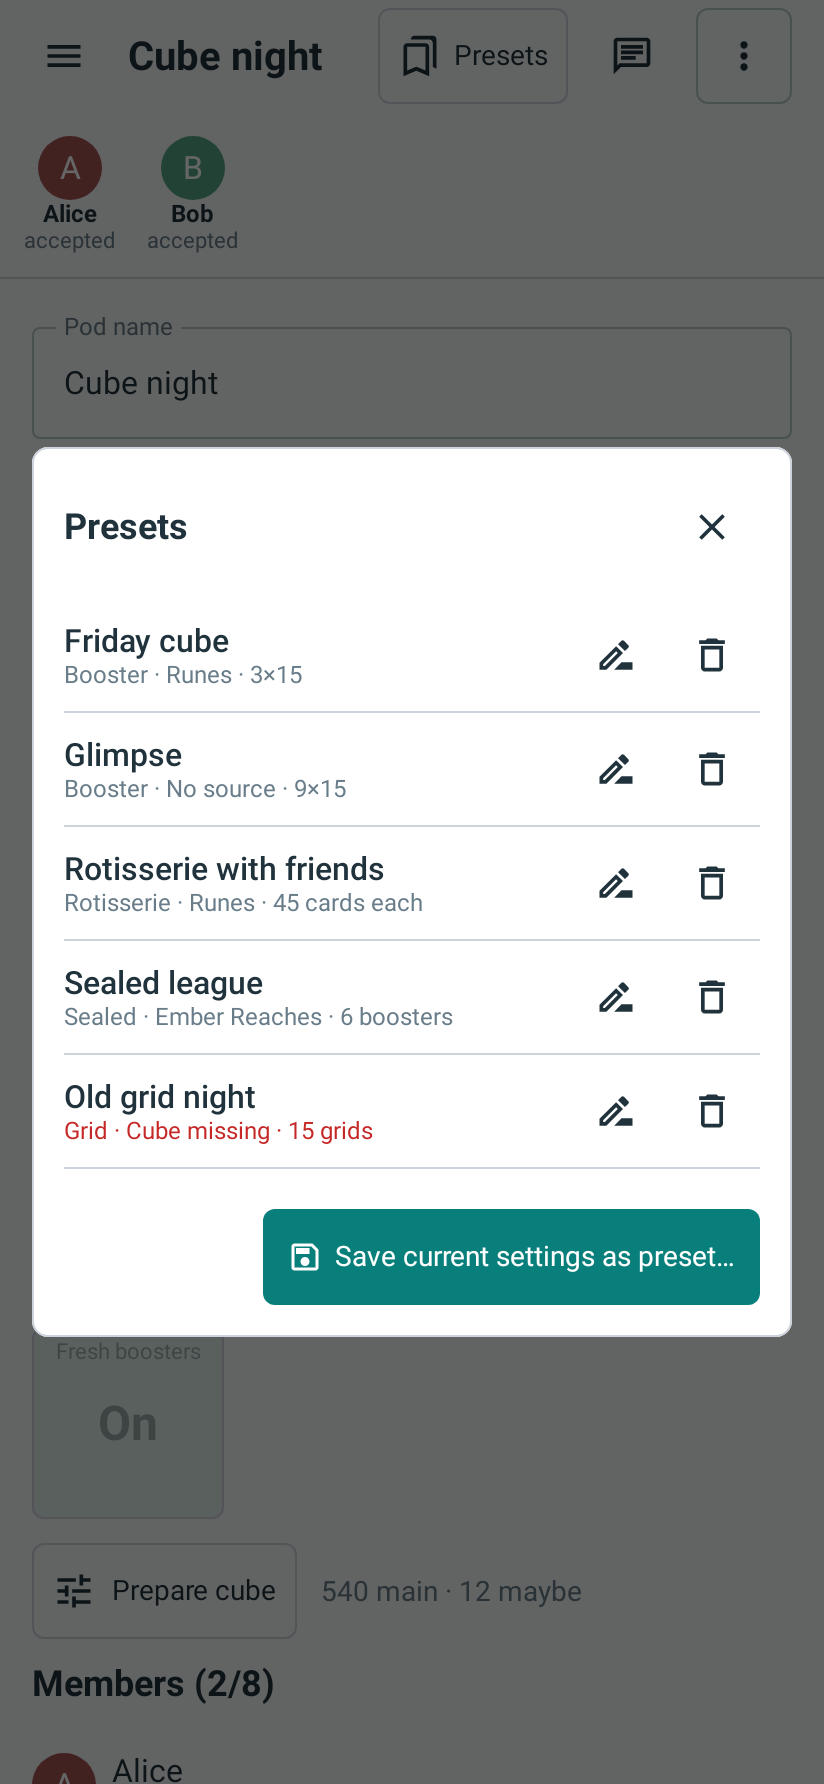 Cube night
Presets
A
B
Alice
Bob
accepted
accepted
Pod name
Cube night
Presets
Friday cube
Booster · Runes · 3×15
Glimpse
Booster · No source · 9×15
Rotisserie with friends
Rotisserie · Runes · 45 cards each
Sealed league
Sealed · Ember Reaches · 6 boosters
Old grid night
Grid · Cube missing · 15 grids
Save current settings as preset…
Fresh boosters
On
Prepare cube
540 main · 12 maybe
Members (2/8)
A
Alice